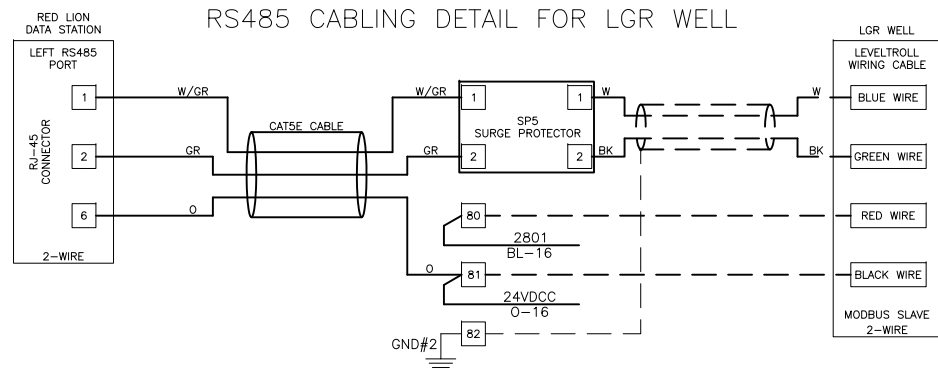 RS485 CABLING DETAIL FOR LGR WELL
RED LION
DATA STATION
LEFT RS485
PORT
RJ-45
CONNECTOR
1
2
6
2-WIRE
W/GR
GR
O
CAT5E CABLE
W/GR
GR
O
1
2
SP5
SURGE PROTECTOR
1
2
W
BK
W
BK
80
2801
BL-16
81
24VDCC
O-16
82
GND#2
LGR WELL
LEVELTROLL
WIRING CABLE
BLUE WIRE
GREEN WIRE
RED WIRE
BLACK WIRE
MODBUS SLAVE
2-WIRE